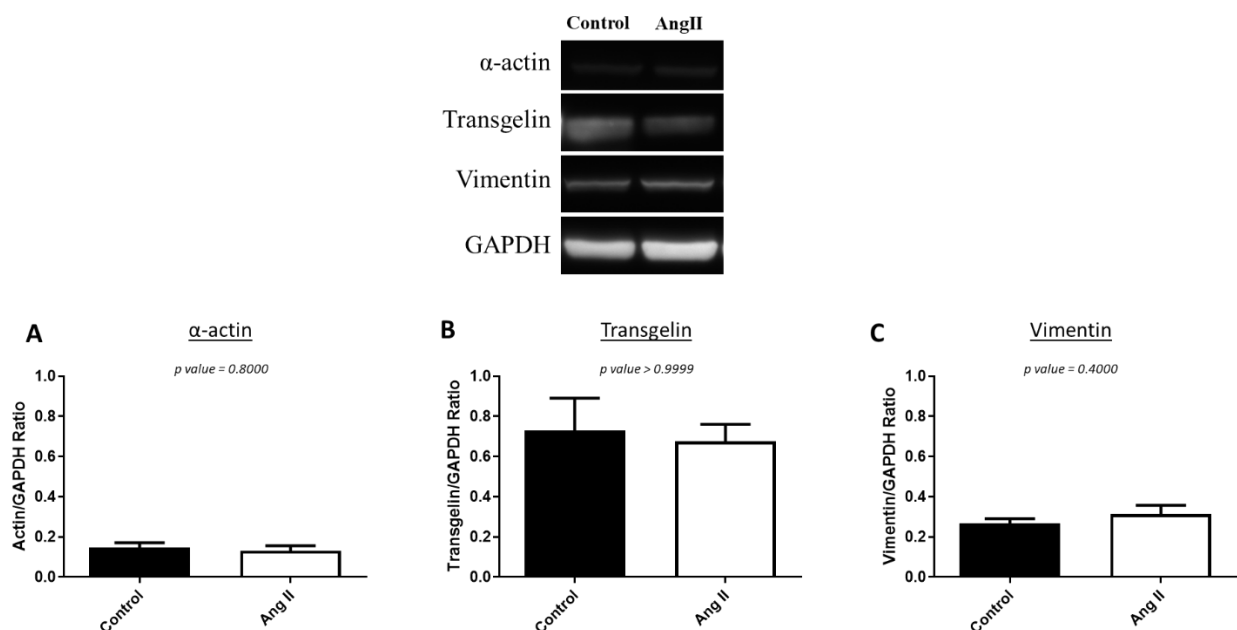 Control AngII
α-actin
Transgelin
Vimentin
GAPDH
A α-actin
p value = 0.8000
Actin/GAPDH Ratio
1.0
0.8
0.6
0.4
0.2
0.0
Control Ang II
B Transgelin
p value > 0.9999
Transgelin/GAPDH Ratio
1.0
0.8
0.6
0.4
0.2
0.0
Control Ang II
C Vimentin
p value = 0.4000
Vimentin/GAPDH Ratio
1.0
0.8
0.6
0.4
0.2
0.0
Control Ang II